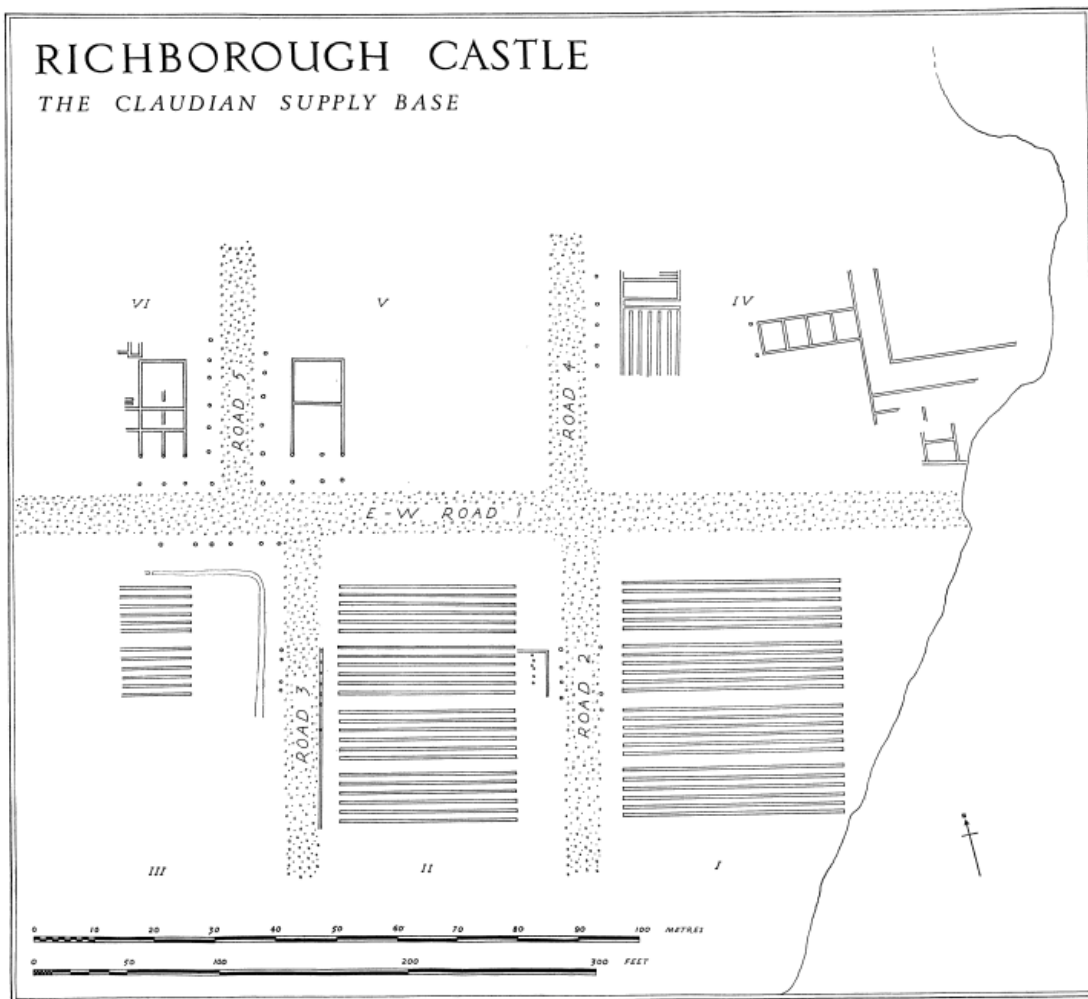 RICHBOROUGH CASTLE
THE CLAUDIAN SUPPLY BASE
VI
V
IV
ROAD 5
ROAD 4
E-W ROAD 1
ROAD 3
ROAD 2
III
II
I
0 10 20 30 40 50 60 70 80 90 100 METRES
0 50 100 200 300 FEET